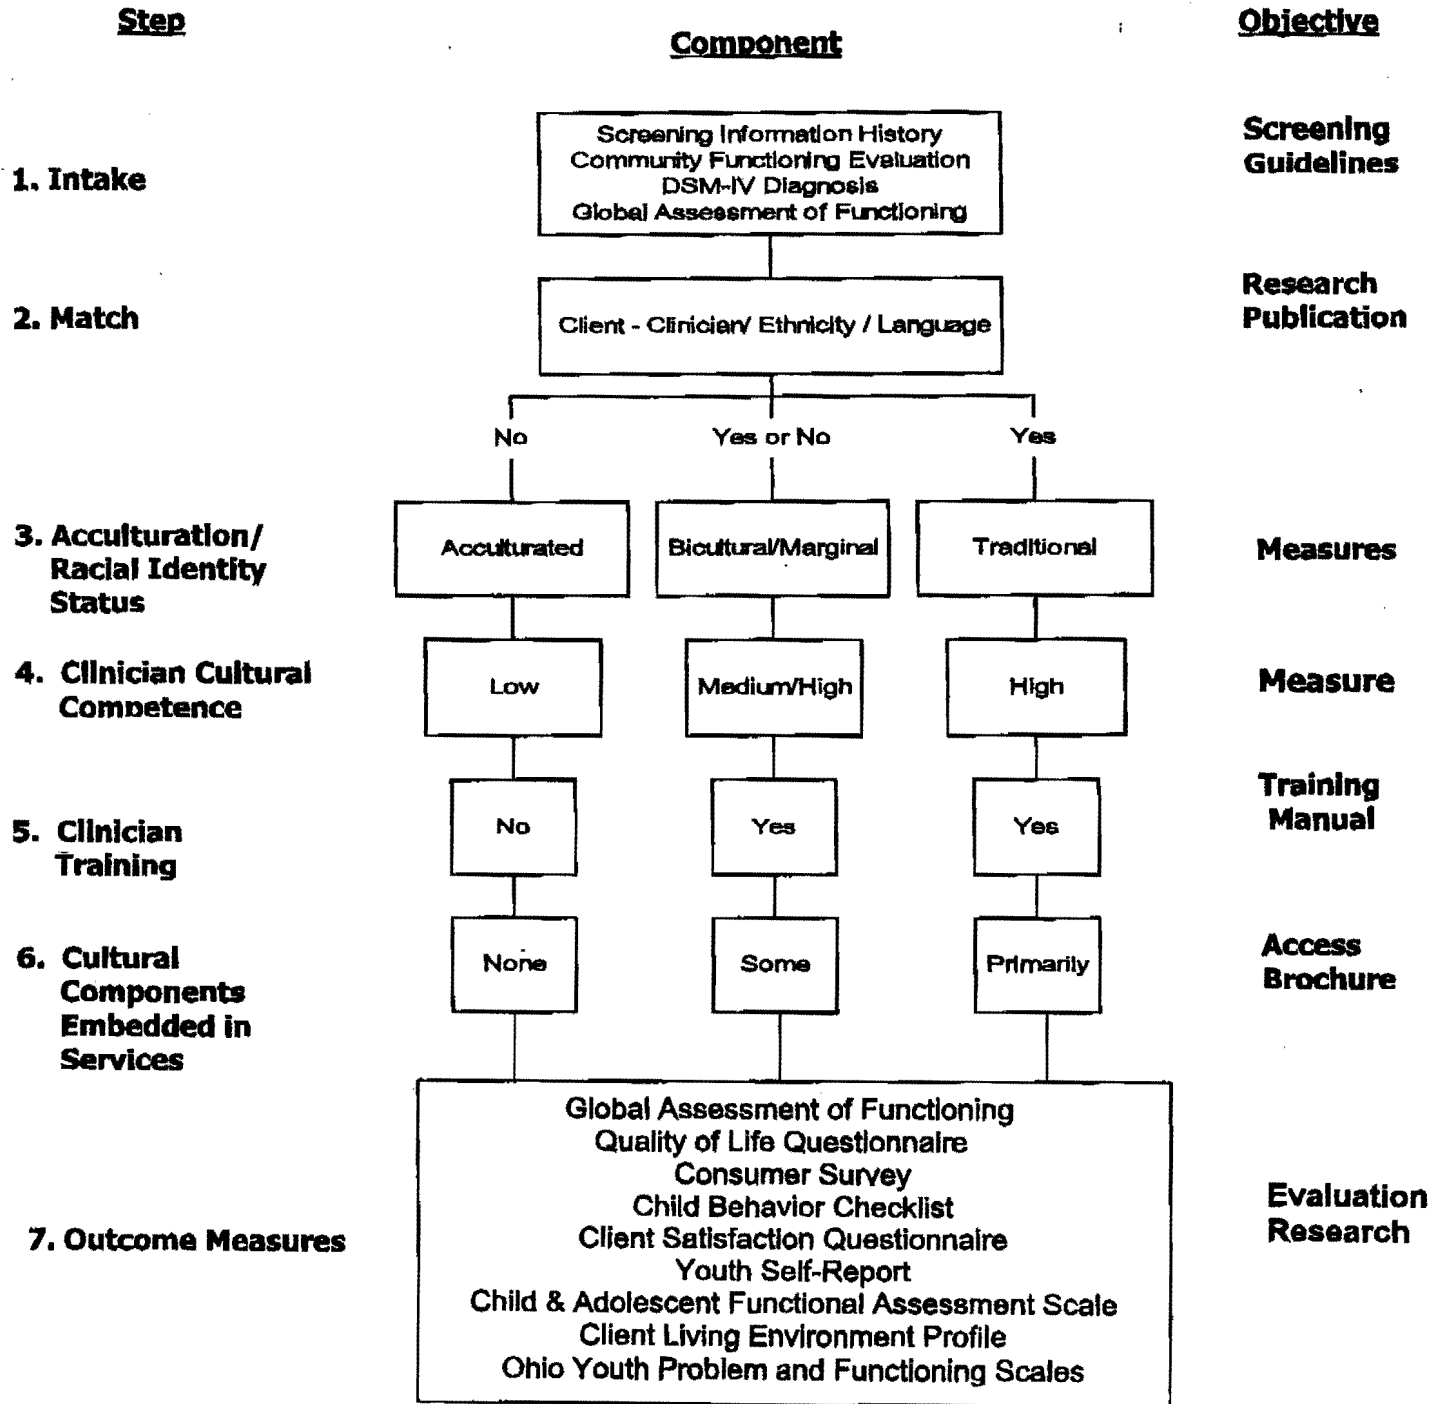 Step
Component
Objective
Screening Information History
Community Functioning Evaluation
DSM-IV Diagnosis
Global Assessment of Functioning
1. Intake
Screening
Guidelines
2. Match
Client - Clinician/ Ethnicity / Language
Research
Publication
No
Yes or No
Yes
3. Acculturation/
Racial Identity
Status
Acculturated
Bicultural/Marginal
Traditional
Measures
4. Clinician Cultural
Competence
Low
Medium/High
High
Measure
5. Clinician
Training
No
Yes
Yes
Training
Manual
6. Cultural
Components
Embedded in
Services
None
Some
Primarily
Access
Brochure
7. Outcome Measures
Global Assessment of Functioning
Quality of Life Questionnaire
Consumer Survey
Child Behavior Checklist
Client Satisfaction Questionnaire
Youth Self-Report
Child & Adolescent Functional Assessment Scale
Client Living Environment Profile
Ohio Youth Problem and Functioning Scales
Evaluation
Research